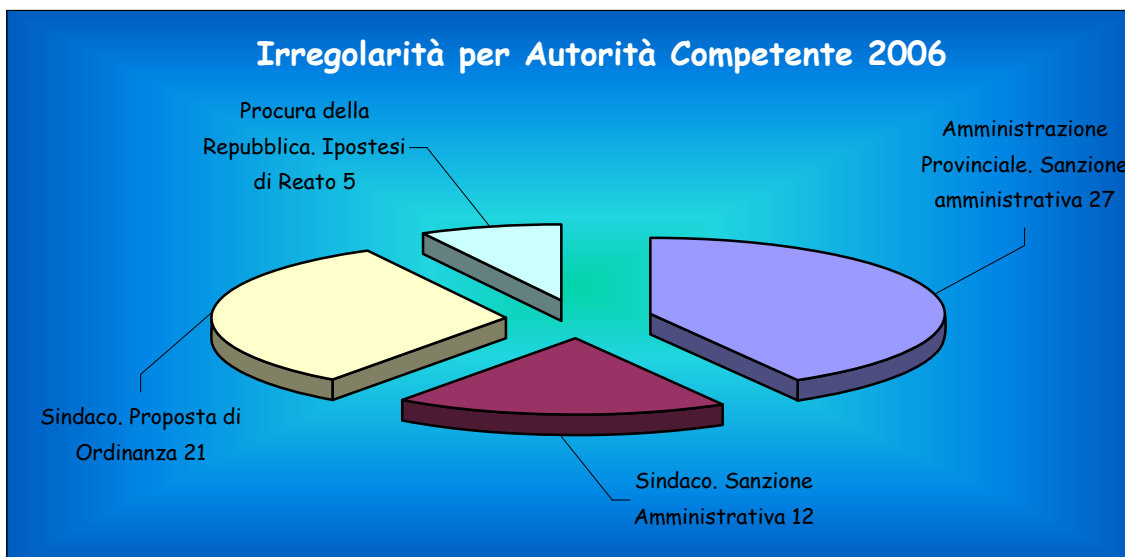 Irregolarità per Autorità Competente 2006
Procura della
Repubblica. Ipostesi
di Reato 5
Amministrazione
Provinciale. Sanzione
amministrativa 27
Sindaco. Proposta di
Ordinanza 21
Sindaco. Sanzione
Amministrativa 12